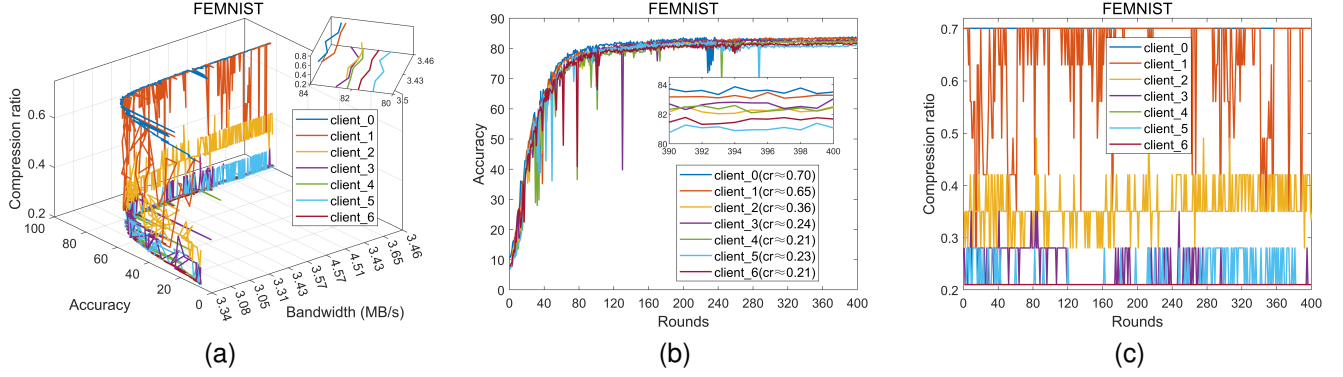 FEMNIST
Compression ratio
0.6
0.4
0.2
100
80
60
40
20
0
Accuracy
3.34
3.08
3.05
3.31
3.43
3.57
4.57
4.51
3.43
3.65
3.46
Bandwidth (MB/s)
0.8
0.6
0.4
0.2
84
82
80
3.5
3.43
3.46
client_0
client_1
client_2
client_3
client_4
client_5
client_6
(a)
FEMNIST
Accuracy
90
80
70
60
50
40
30
20
10
0
0
40
80
120
160
200
240
280
320
360
400
Rounds
84
82
80
390
392
394
396
398
400
client_0(cr≈0.70)
client_1(cr≈0.65)
client_2(cr≈0.36)
client_3(cr≈0.24)
client_4(cr≈0.21)
client_5(cr≈0.23)
client_6(cr≈0.21)
(b)
FEMNIST
Compression ratio
0.7
0.6
0.5
0.4
0.3
0.2
0
40
80
120
160
200
240
280
320
360
400
Rounds
client_0
client_1
client_2
client_3
client_4
client_5
client_6
(c)